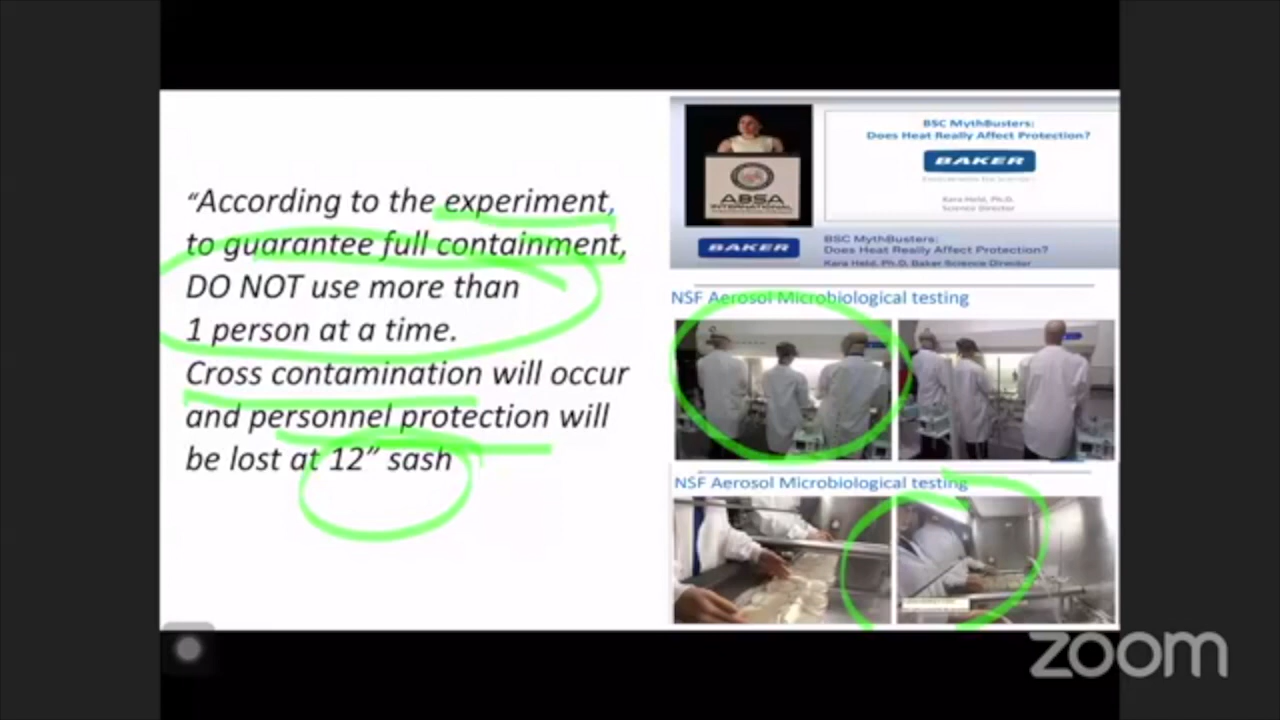 “According to the experiment,
to guarantee full containment,
DO NOT use more than
1 person at a time.
Cross contamination will occur
and personnel protection will
be lost at 12” sash
BSC MythBusters:
Does Heat Really Affect Protection?
BAKER
Kara Held, Ph.D.
Science Director
ABSA
INTERNATIONAL
BAKER
BSC MythBusters:
Does Heat Really Affect Protection?
Kara Held, Ph.D. Baker Science Director
NSF Aerosol Microbiological testing
NSF Aerosol Microbiological testing
zoom